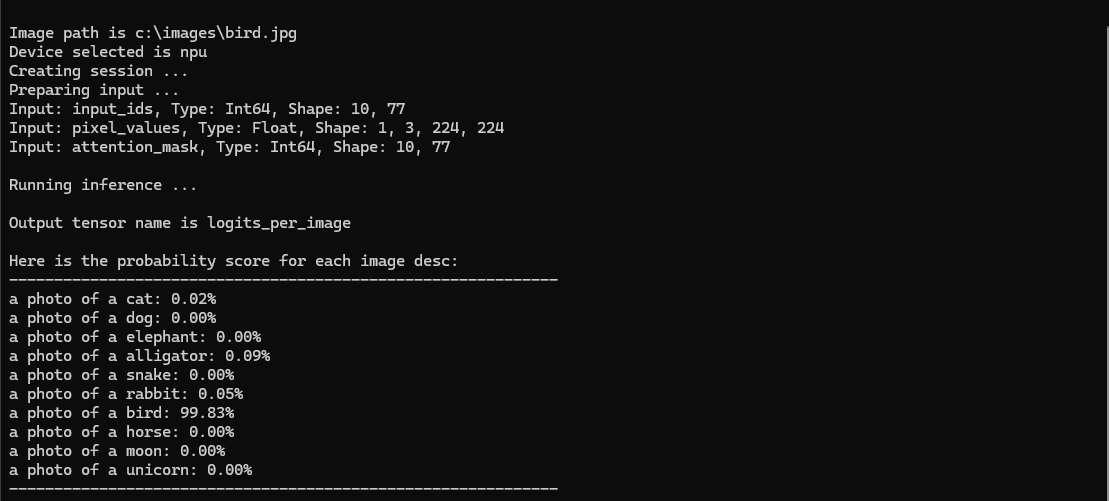 Image path is c:\images\bird.jpg
Device selected is npu
Creating session ...
Preparing input ...
Input: input_ids, Type: Int64, Shape: 10, 77
Input: pixel_values, Type: Float, Shape: 1, 3, 224, 224
Input: attention_mask, Type: Int64, Shape: 10, 77
Running inference ...
Output tensor name is logits_per_image
Here is the probability score for each image desc:
-------------------------------------------------------------
a photo of a cat: 0.02%
a photo of a dog: 0.00%
a photo of a elephant: 0.00%
a photo of a alligator: 0.09%
a photo of a snake: 0.00%
a photo of a rabbit: 0.05%
a photo of a bird: 99.83%
a photo of a horse: 0.00%
a photo of a moon: 0.00%
a photo of a unicorn: 0.00%
-------------------------------------------------------------